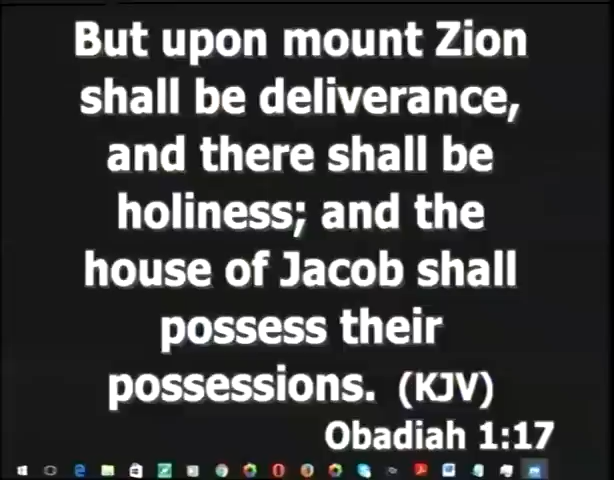 But upon mount Zion
shall be deliverance,
and there shall be
holiness; and the
house of Jacob shall
possess their
possessions. (KJV)
Obadiah 1:17